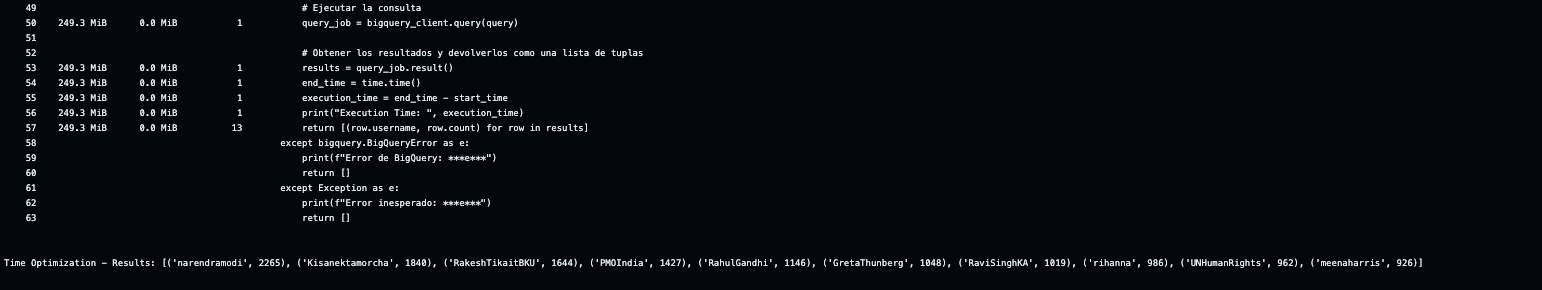 49 # Ejecutar la consulta
50 249.3 MiB 0.0 MiB 1 query_job = bigquery_client.query(query)
51
52 # Obtener los resultados y devolverlos como una lista de tuplas
53 249.3 MiB 0.0 MiB 1 results = query_job.result()
54 249.3 MiB 0.0 MiB 1 end_time = time.time()
55 249.3 MiB 0.0 MiB 1 execution_time = end_time - start_time
56 249.3 MiB 0.0 MiB 1 print("Execution Time: ", execution_time)
57 249.3 MiB 0.0 MiB 13 return [(row.username, row.count) for row in results]
58 except bigquery.BigQueryError as e:
59 print(f"Error de BigQuery: ***e***")
60 return []
61 except Exception as e:
62 print(f"Error inesperado: ***e***")
63 return []
Time Optimization - Results: [('narendramodi', 2265), ('Kisanektamorcha', 1840), ('RakeshTikaitBKU', 1644), ('PMOIndia', 1427), ('RahulGandhi', 1146), ('GretaThunberg', 1048), ('RaviSinghKA', 1019), ('rihanna', 986), ('UNHumanRights', 962), ('meenaharris', 926)]